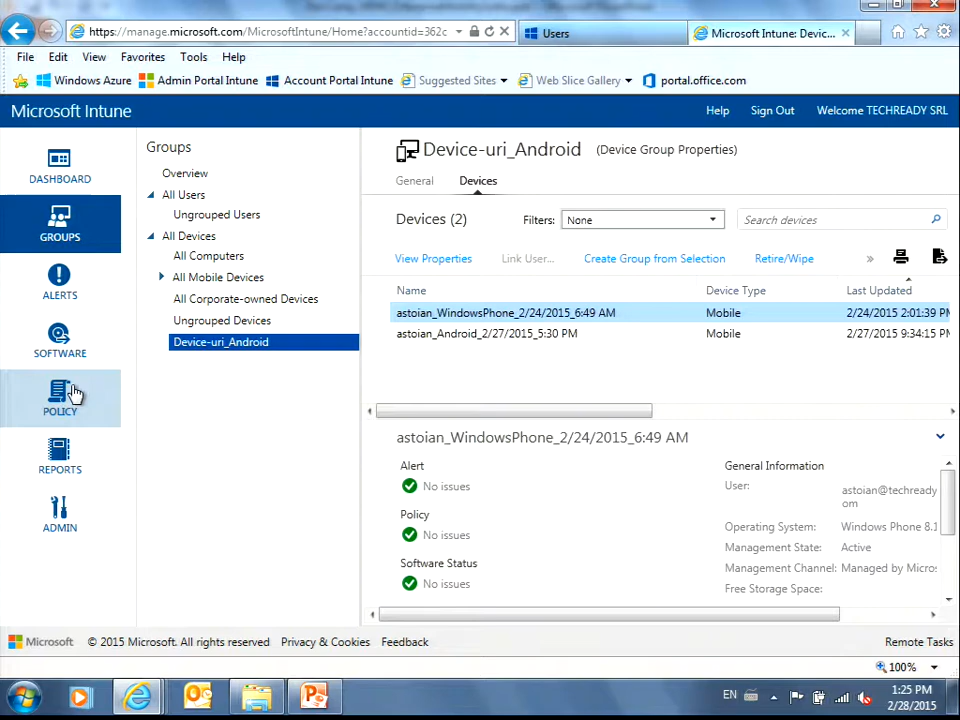 https://manage.microsoft.com/MicrosoftIntune/Home?accountid=362c
Users
Microsoft Intune: Devic...
File Edit View Favorites Tools Help
Windows Azure Admin Portal Intune Account Portal Intune Suggested Sites Web Slice Gallery portal.office.com
Microsoft Intune
Help Sign Out Welcome TECHREADY SRL
DASHBOARD
GROUPS
ALERTS
SOFTWARE
POLICY
REPORTS
ADMIN
Groups
Overview
All Users
Ungrouped Users
All Devices
All Computers
All Mobile Devices
All Corporate-owned Devices
Ungrouped Devices
Device-uri_Android
Device-uri_Android (Device Group Properties)
General Devices
Devices (2) Filters: None Search devices
View Properties Link User... Create Group from Selection Retire/Wipe »
Name Device Type Last Updated
astoian_WindowsPhone_2/24/2015_6:49 AM Mobile 2/24/2015 2:01:39 PM
astoian_Android_2/27/2015_5:30 PM Mobile 2/27/2015 9:34:15 PM
astoian_WindowsPhone_2/24/2015_6:49 AM
Alert
No issues
Policy
No issues
Software Status
No issues
General Information
User: astoian@techready
om
Operating System: Windows Phone 8.1
Management State: Active
Management Channel: Managed by Micros
Free Storage Space:
Microsoft © 2015 Microsoft. All rights reserved Privacy & Cookies Feedback Remote Tasks
100%
EN
1:25 PM
2/28/2015